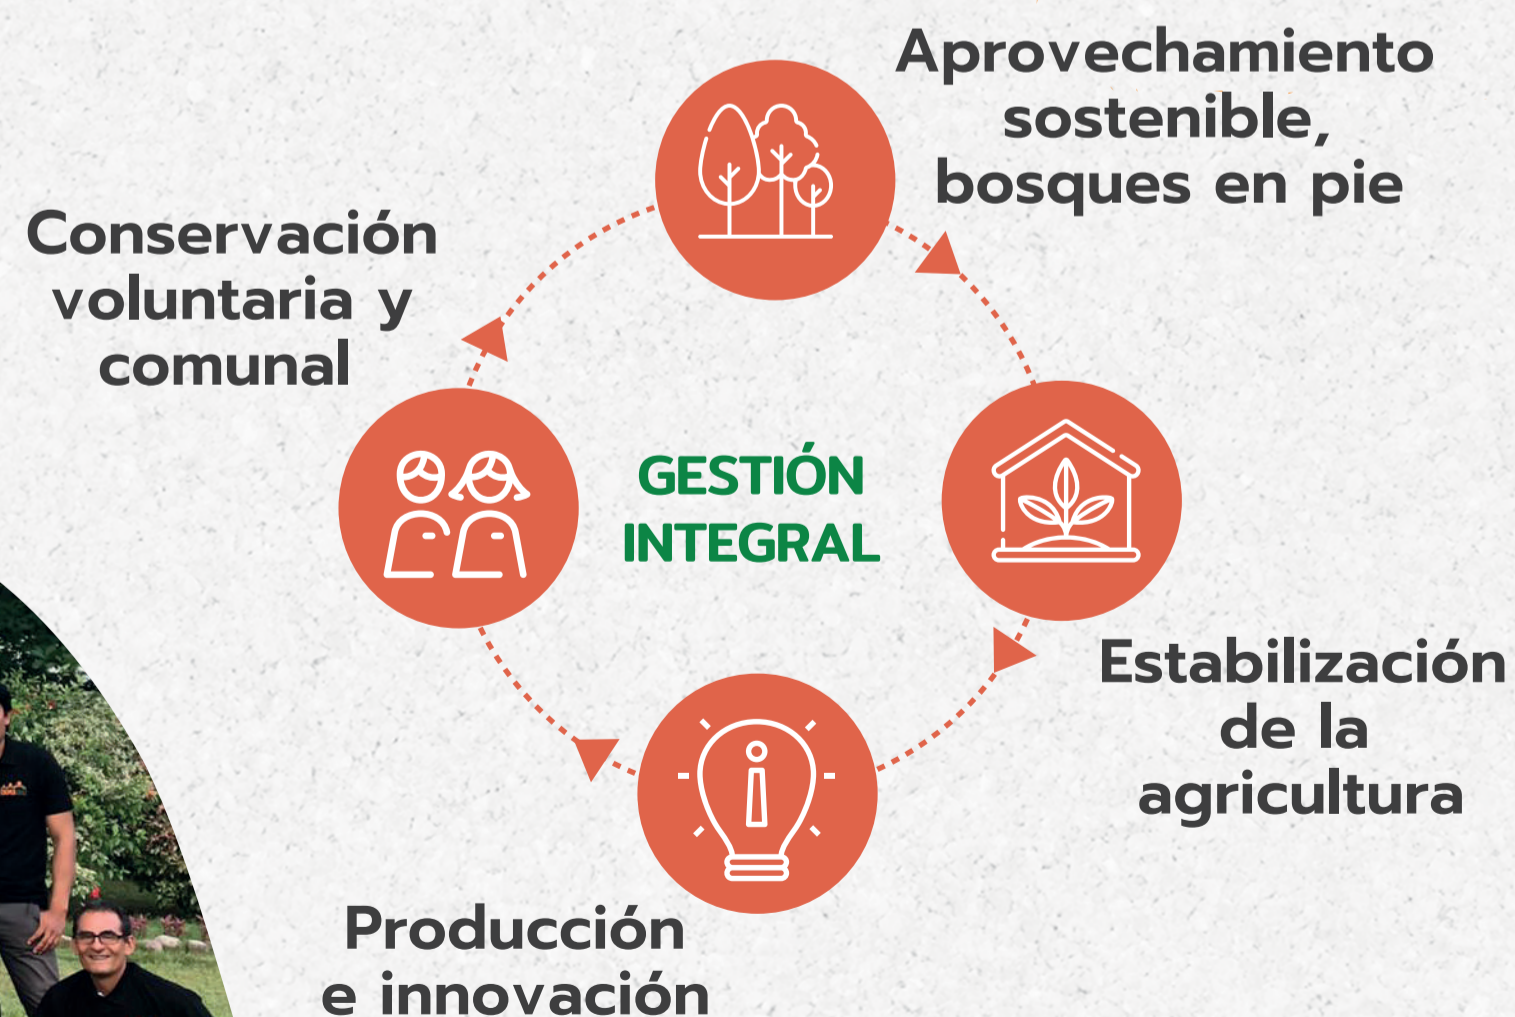 Aprovechamiento
sostenible,
bosques en pie
Conservación
voluntaria y
comunal
GESTIÓN
INTEGRAL
Estabilización
de la
agricultura
Producción
e innovación